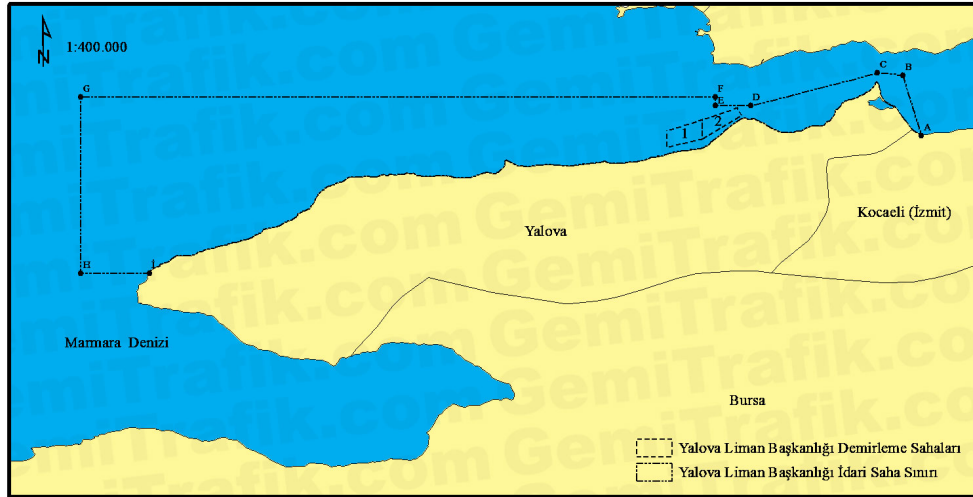 N
1:400.000
G
F
E
D
C
B
A
1
2
Kocaeli (İzmit)
Yalova
H
I
Marmara Denizi
Bursa
Yalova Liman Başkanlığı Demirleme Sahaları
Yalova Liman Başkanlığı İdari Saha Sınırı
GemiTrafik.com